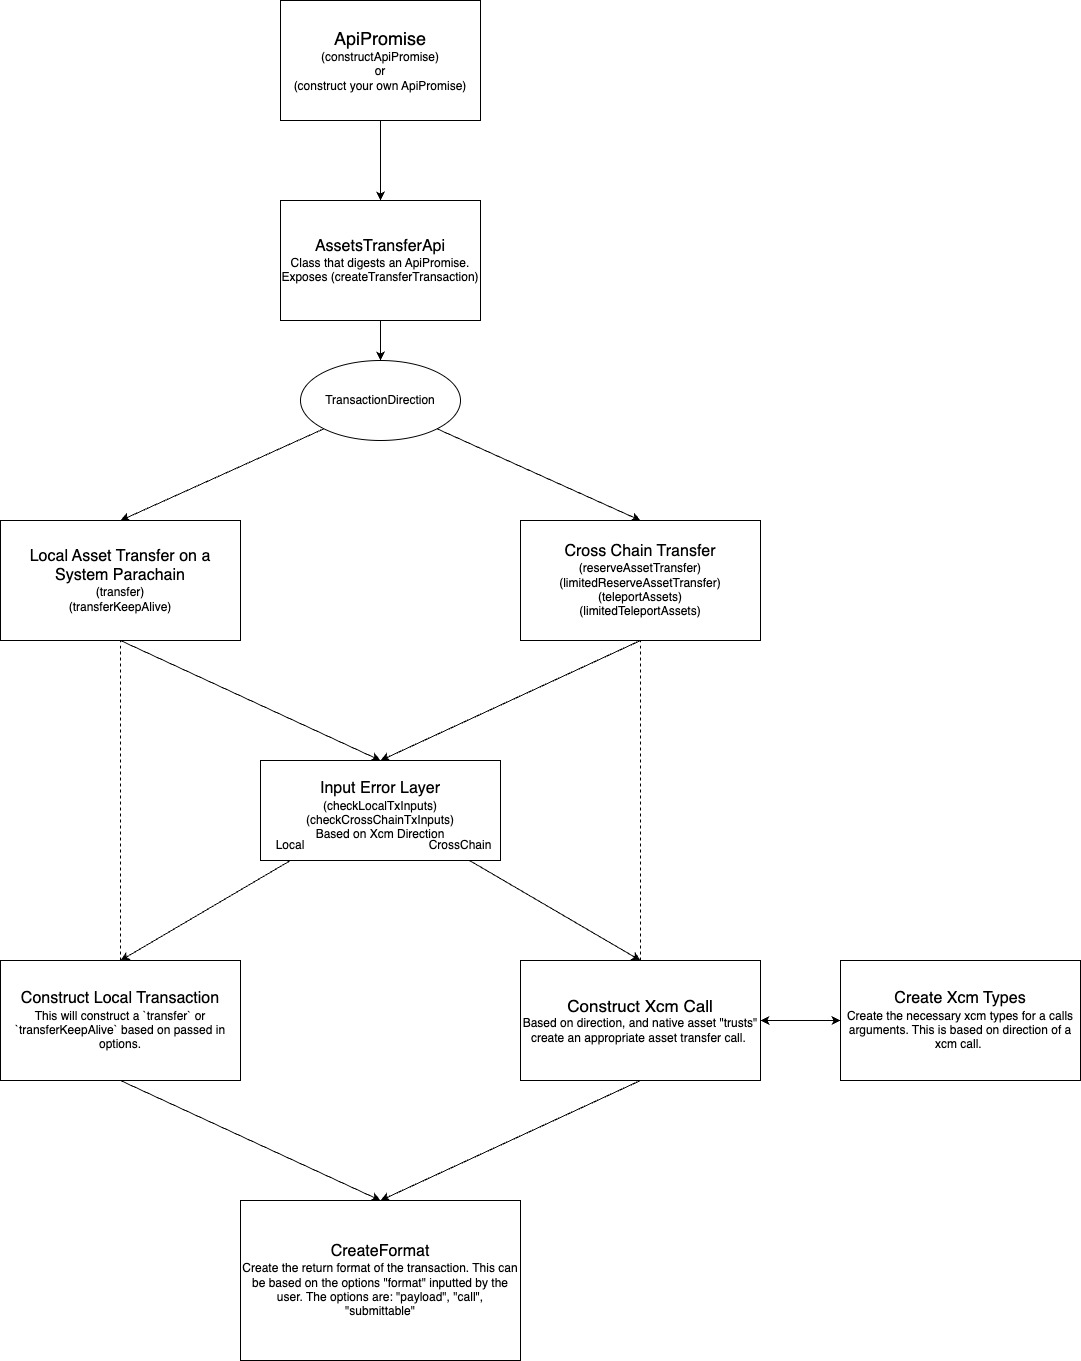 ApiPromise
(constructApiPromise)
or
(construct your own ApiPromise)
AssetsTransferApi
Class that digests an ApiPromise.
Exposes (createTransferTransaction)
TransactionDirection
Local Asset Transfer on a
System Parachain
(transfer)
(transferKeepAlive)
Cross Chain Transfer
(reserveAssetTransfer)
(limitedReserveAssetTransfer)
(teleportAssets)
(limitedTeleportAssets)
Input Error Layer
(checkLocalTxInputs)
(checkCrossChainTxInputs)
Based on Xcm Direction
Local
CrossChain
Construct Local Transaction
This will construct a `transfer` or
`transferKeepAlive` based on passed in
options.
Construct Xcm Call
Based on direction, and native asset "trusts"
create an appropriate asset transfer call.
Create Xcm Types
Create the necessary xcm types for a calls
arguments. This is based on direction of a
xcm call.
CreateFormat
Create the return format of the transaction. This can
be based on the options "format" inputted by the
user. The options are: "payload", "call",
"submittable"